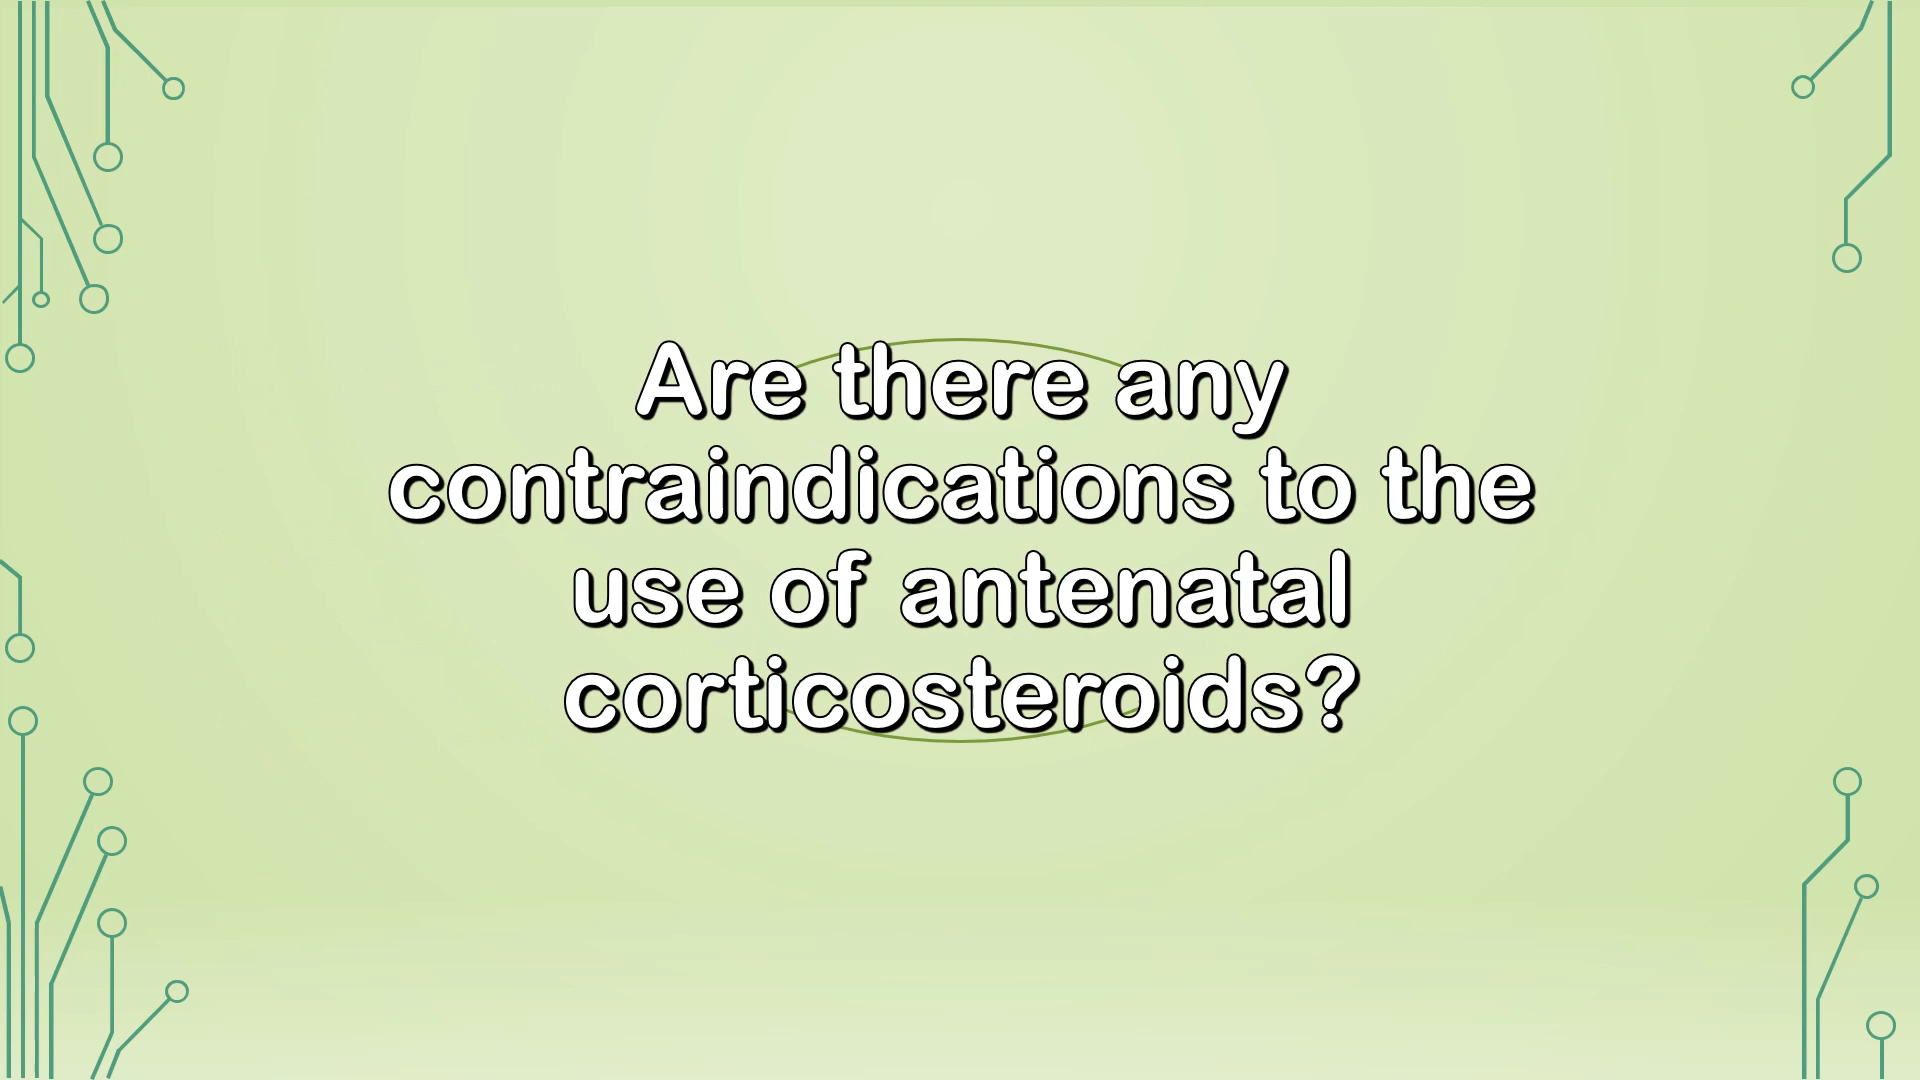 Are there any
contraindications to the
use of antenatal
corticosteroids?